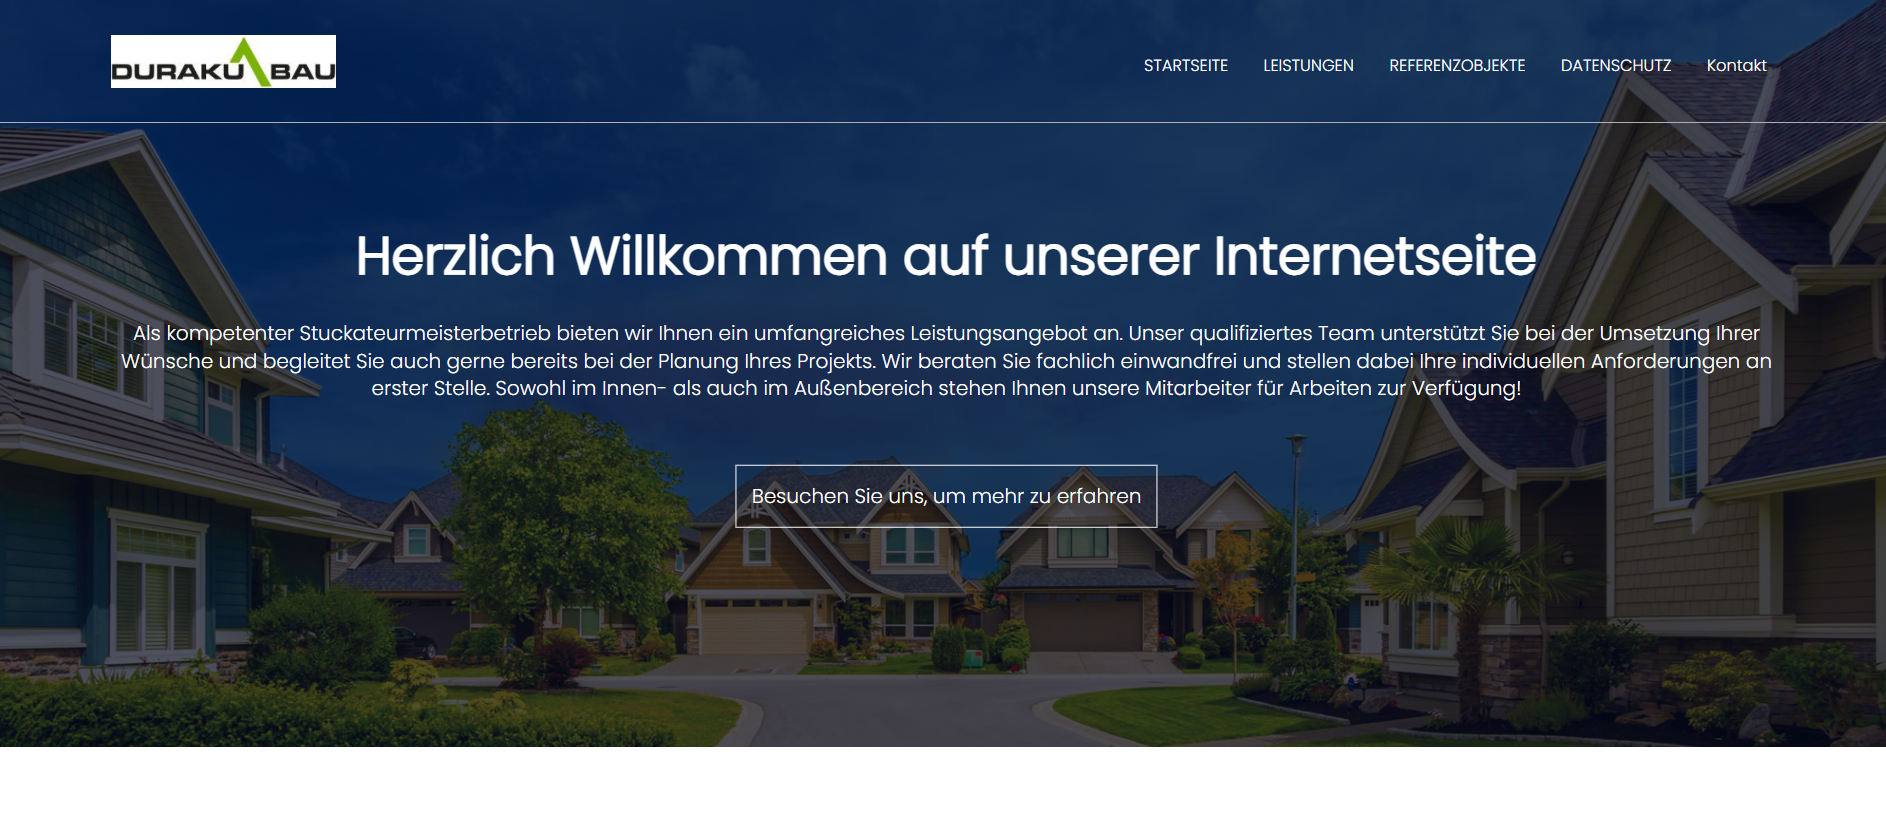 DURAKU BAU
STARTSEITE LEISTUNGEN REFERENZOBJEKTE DATENSCHUTZ Kontakt
Herzlich Willkommen auf unserer Internetseite
Als kompetenter Stuckateurmeisterbetrieb bieten wir Ihnen ein umfangreiches Leistungsangebot an. Unser qualifiziertes Team unterstützt Sie bei der Umsetzung Ihrer
Wünsche und begleitet Sie auch gerne bereits bei der Planung Ihres Projekts. Wir beraten Sie fachlich einwandfrei und stellen dabei Ihre individuellen Anforderungen an
erster Stelle. Sowohl im Innen- als auch im Außenbereich stehen Ihnen unsere Mitarbeiter für Arbeiten zur Verfügung!
Besuchen Sie uns, um mehr zu erfahren